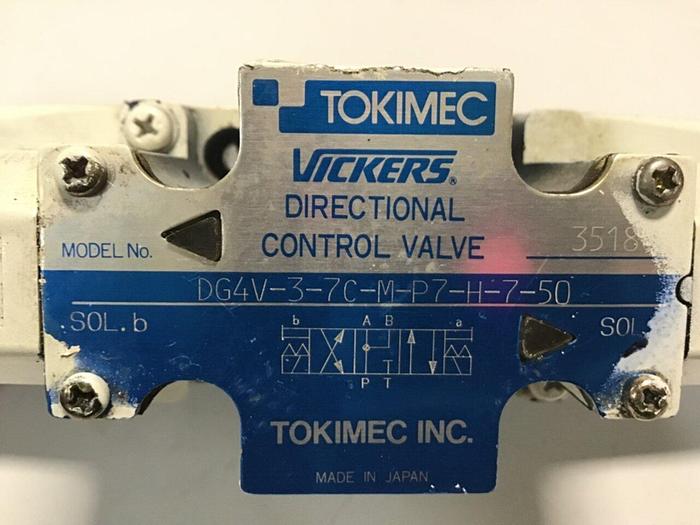 TOKIMEC
VICKERS®
DIRECTIONAL
CONTROL VALVE
MODEL No. 3518
DG4V-3-7C-M-P7-H-7-50
SOL.b SOL
b A B a
T
P T
TOKIMEC INC.
MADE IN JAPAN